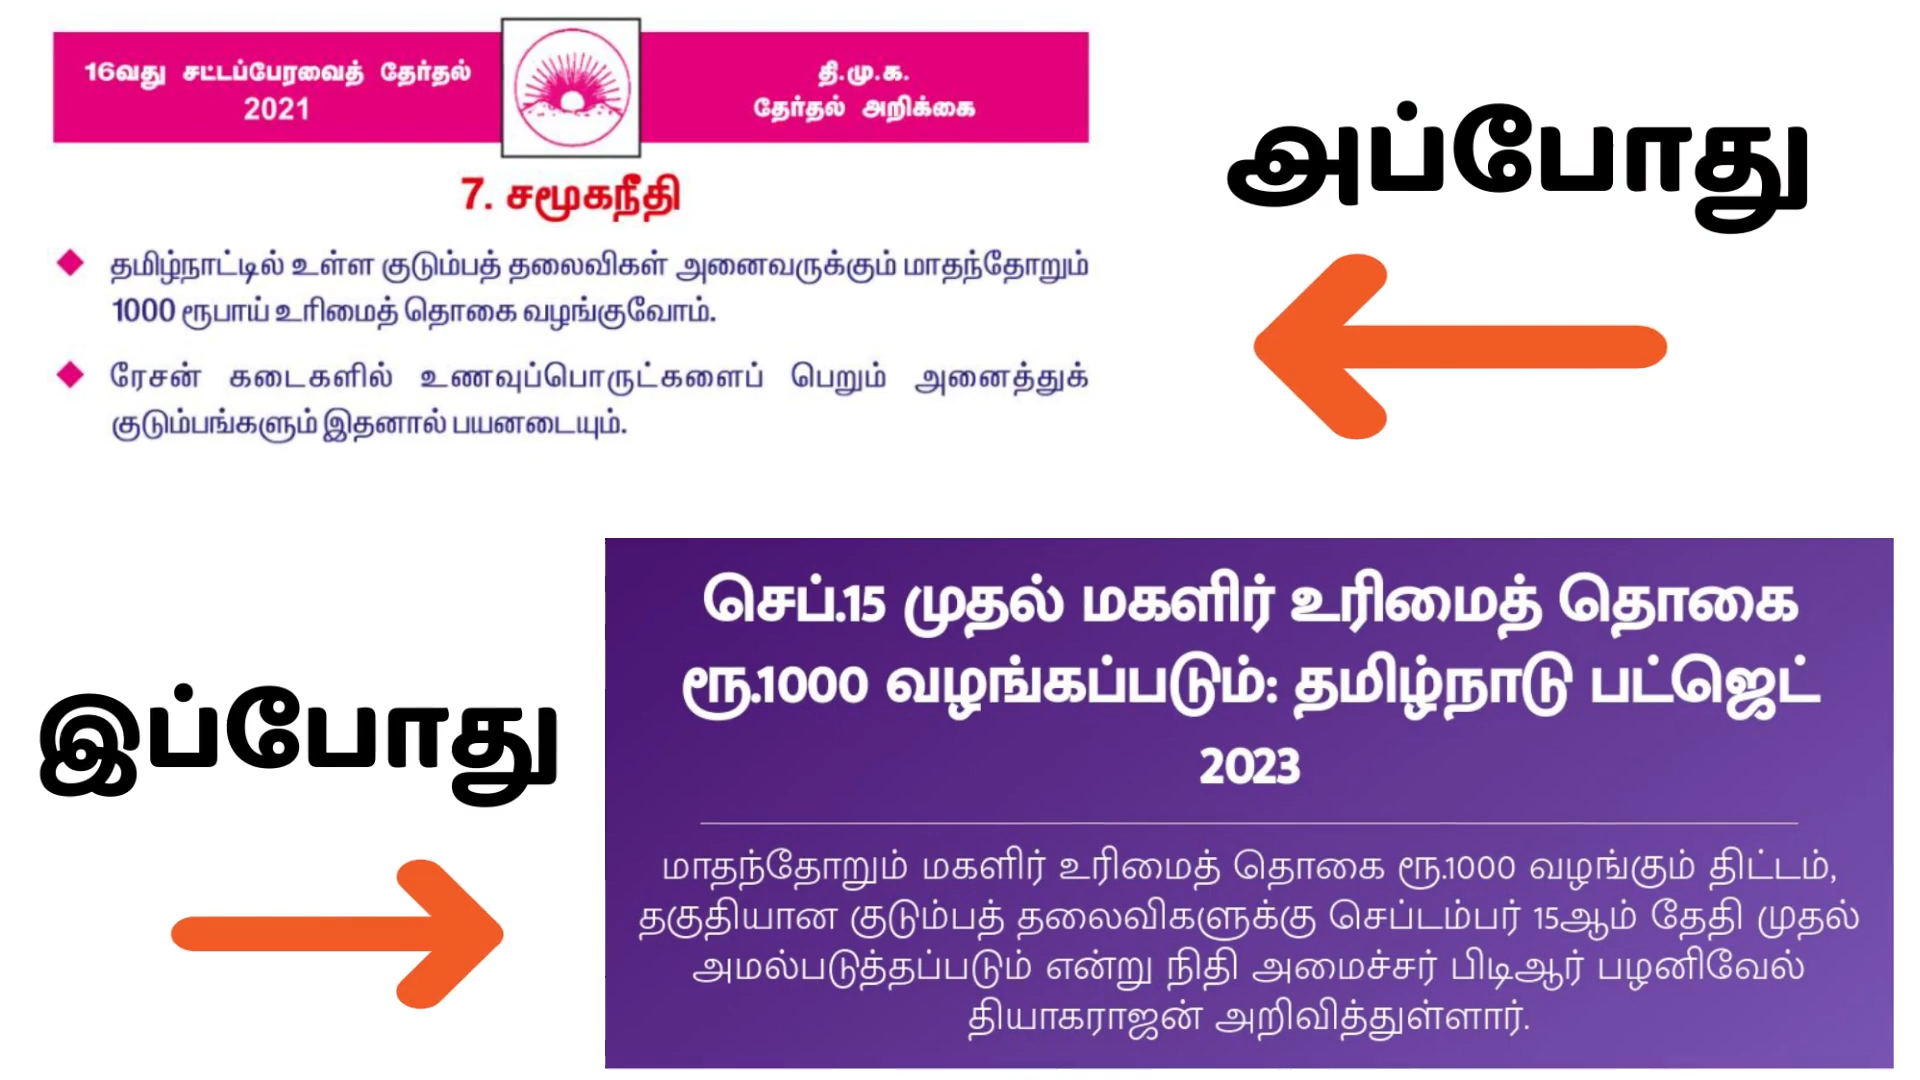 16வது சட்டப்பேரவைத் தேர்தல்
2021
தி.மு.க.
தேர்தல் அறிக்கை
7. சமூகநீதி
தமிழ்நாட்டில் உள்ள குடும்பத் தலைவிகள் அனைவருக்கும் மாதந்தோறும்
1000 ரூபாய் உரிமைத் தொகை வழங்குவோம்.
ரேசன் கடைகளில் உணவுப்பொருட்களைப் பெறும் அனைத்துக்
குடும்பங்களும் இதனால் பயனடையும்.
அப்போது
இப்போது
செப்.15 முதல் மகளிர் உரிமைத் தொகை
ரூ.1000 வழங்கப்படும்: தமிழ்நாடு பட்ஜெட்
2023
மாதந்தோறும் மகளிர் உரிமைத் தொகை ரூ.1000 வழங்கும் திட்டம்,
தகுதியான குடும்பத் தலைவிகளுக்கு செப்டம்பர் 15ஆம் தேதி முதல்
அமல்படுத்தப்படும் என்று நிதி அமைச்சர் பிடிஆர் பழனிவேல்
தியாகராஜன் அறிவித்துள்ளார்.